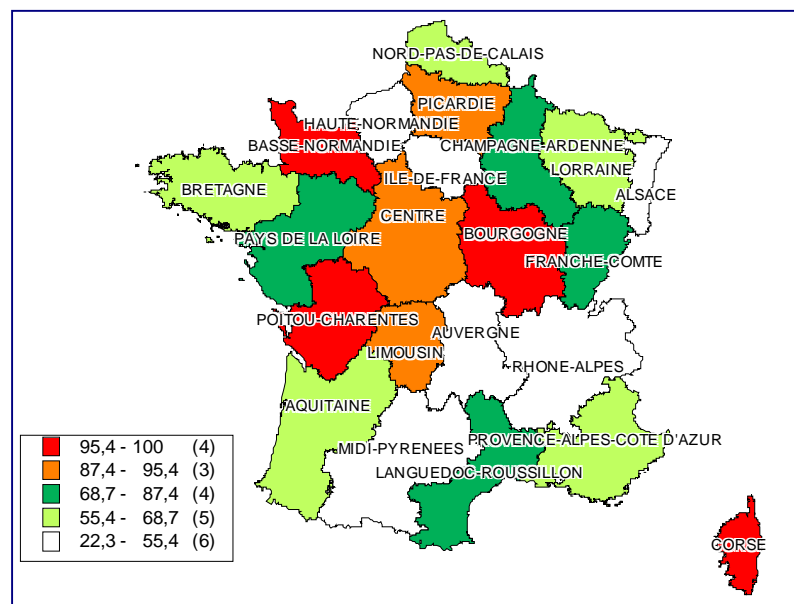 NORD-PAS-DE-CALAIS
PICARDIE
HAUTE-NORMANDIE
BASSE-NORMANDIE
CHAMPAGNE-ARDENNE
LORRAINE
ILE-DE-FRANCE
ALSACE
BRETAGNE
CENTRE
PAYS DE LA LOIRE
BOURGOGNE
FRANCHE-COMTE
POITOU-CHARENTES
AUVERGNE
LIMOUSIN
RHONE-ALPES
AQUITAINE
MIDI-PYRENEES
PROVENCE-ALPES-COTE D'AZUR
LANGUEDOC-ROUSSILLON
CORSE
95,4 - 100 (4)
87,4 - 95,4 (3)
68,7 - 87,4 (4)
55,4 - 68,7 (5)
22,3 - 55,4 (6)